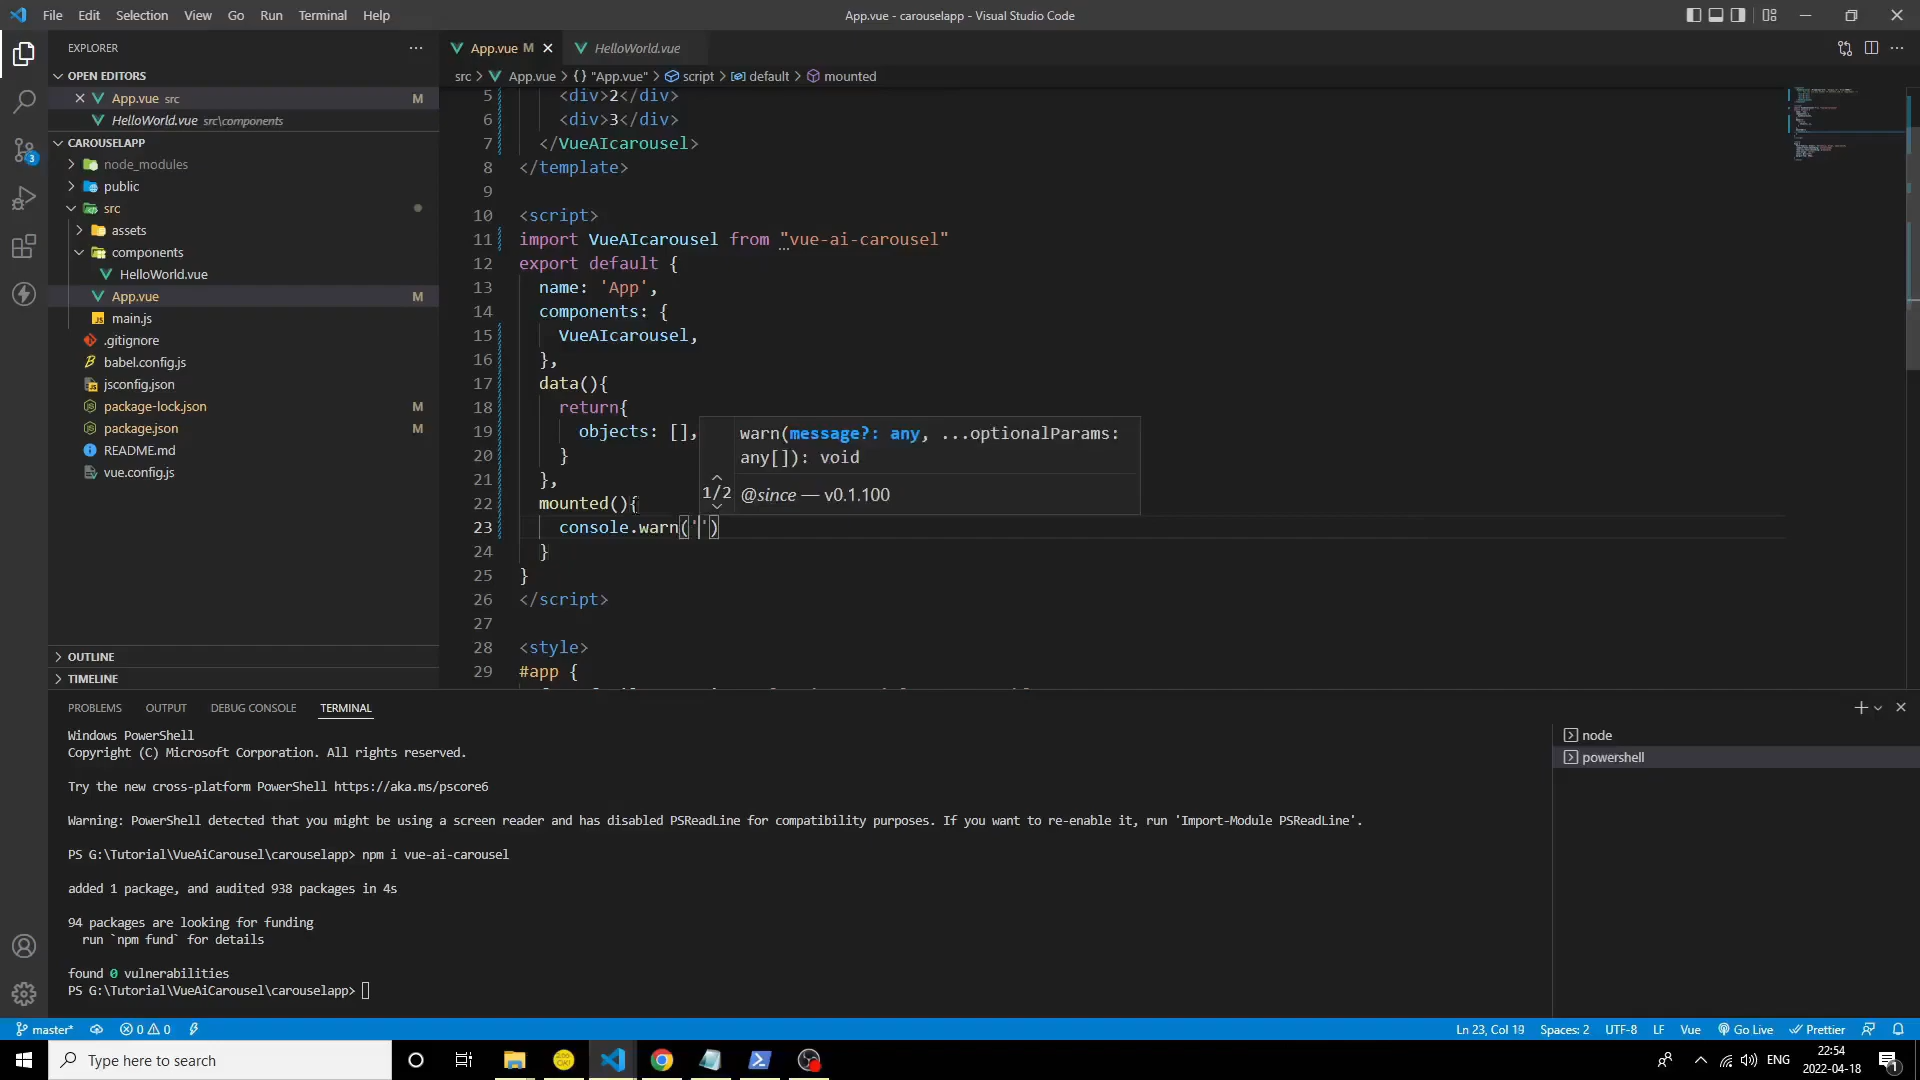 File Edit Selection View Go Run Terminal Help
App.vue - carouselapp - Visual Studio Code
EXPLORER
OPEN EDITORS
App.vue src M
HelloWorld.vue src\components
CAROUSELAPP
node_modules
public
src
assets
components
HelloWorld.vue
App.vue M
main.js
.gitignore
babel.config.js
jsconfig.json
package-lock.json M
package.json M
README.md
vue.config.js
OUTLINE
TIMELINE
3
App.vue M
HelloWorld.vue
src > App.vue > {} "App.vue" > script > default > mounted
5 <div>2</div>
6 <div>3</div>
7 </VueAIcarousel>
8 </template>
9
10 <script>
11 import VueAIcarousel from "vue-ai-carousel"
12 export default {
13 name: 'App',
14 components: {
15 VueAIcarousel,
16 },
17 data(){
18 return{
19 objects: [],
20 }
21 },
22 mounted(){
23 console.warn('')
24 }
25 }
26 </script>
27
28 <style>
29 #app {
warn(message?: any, ...optionalParams:
any[]): void
1/2 @since — v0.1.100
PROBLEMS OUTPUT DEBUG CONSOLE TERMINAL
Windows PowerShell
Copyright (C) Microsoft Corporation. All rights reserved.
Try the new cross-platform PowerShell https://aka.ms/pscore6
Warning: PowerShell detected that you might be using a screen reader and has disabled PSReadLine for compatibility purposes. If you want to re-enable it, run 'Import-Module PSReadLine'.
PS G:\Tutorial\VueAiCarousel\carouselapp> npm i vue-ai-carousel
added 1 package, and audited 938 packages in 4s
94 packages are looking for funding
run `npm fund` for details
found 0 vulnerabilities
PS G:\Tutorial\VueAiCarousel\carouselapp>
node
powershell
master* 0 0
Ln 23, Col 19 Spaces: 2 UTF-8 LF Vue Go Live Prettier
Type here to search
ENG
22:54
2022-04-18
1